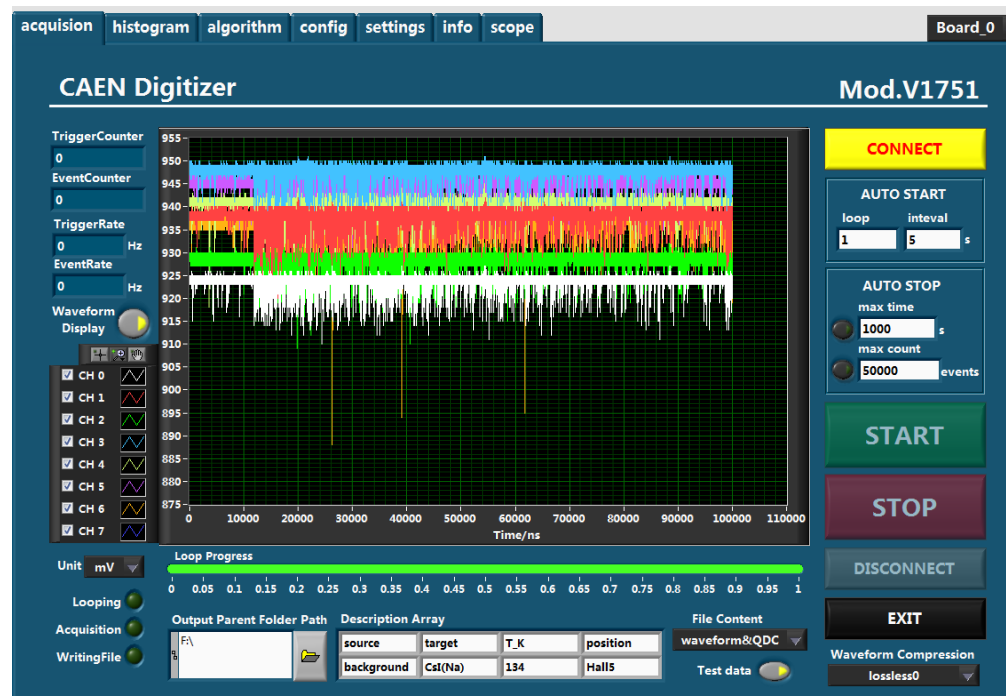 acquision histogram algorithm config settings info scope Board_0
CAEN Digitizer Mod.V1751
TriggerCounter
0
EventCounter
0
TriggerRate
0 Hz
EventRate
0 Hz
Waveform
Display
CH 0
CH 1
CH 2
CH 3
CH 4
CH 5
CH 6
CH 7
955
950
945
940
935
930
925
920
915
910
905
900
895
890
885
880
875
0 10000 20000 30000 40000 50000 60000 70000 80000 90000 100000 110000
Time/ns
CONNECT
AUTO START
loop inteval
1 5 s
AUTO STOP
max time
1000 s
max count
50000 events
START
STOP
DISCONNECT
EXIT
Waveform Compression
lossless0
Unit mV
Looping
Acquisition
WritingFile
Loop Progress
0 0.05 0.1 0.15 0.2 0.25 0.3 0.35 0.4 0.45 0.5 0.55 0.6 0.65 0.7 0.75 0.8 0.85 0.9 0.95 1
Output Parent Folder Path
F:\
Description Array
source target T_K position
background CsI(Na) 134 Hall5
File Content
waveform&QDC
Test data